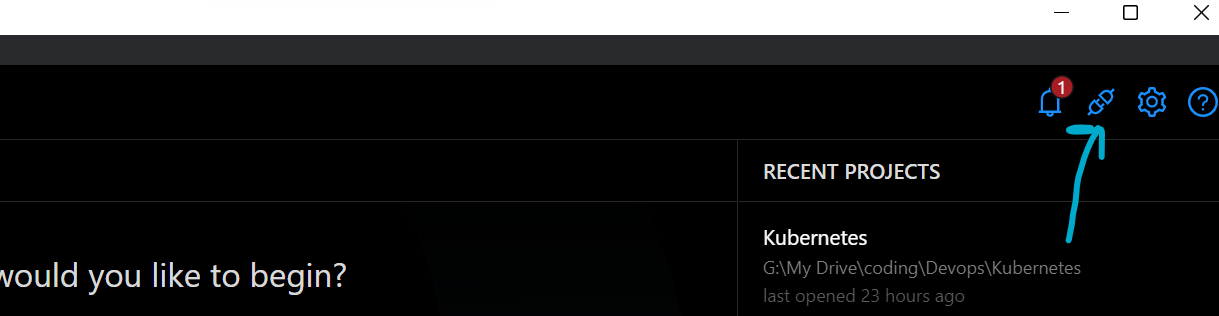 1
RECENT PROJECTS
would you like to begin?
Kubernetes
G:\My Drive\coding\Devops\Kubernetes
last opened 23 hours ago